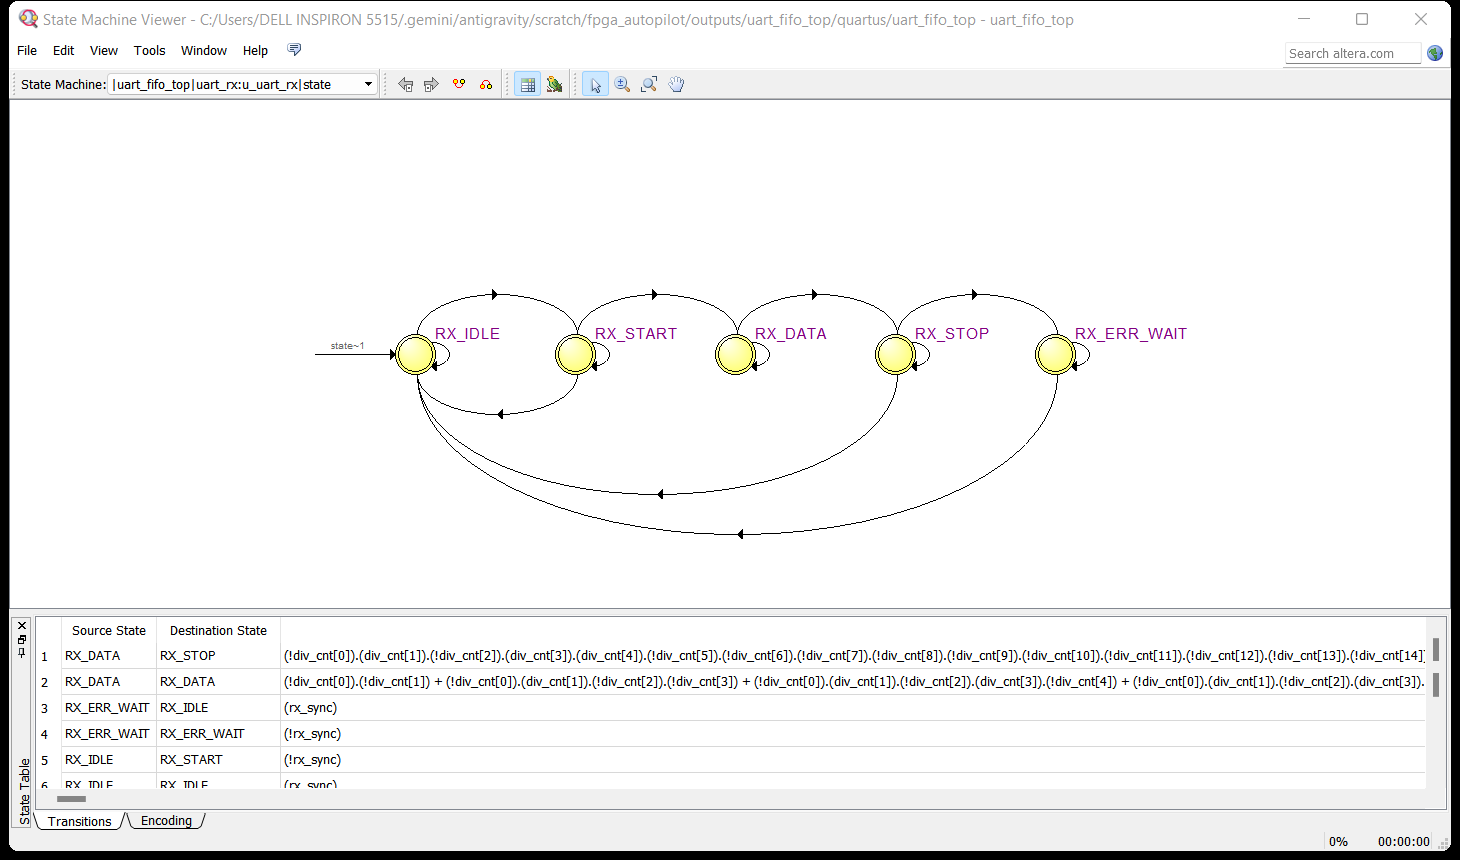 State Machine Viewer - C:/Users/DELL INSPIRON 5515/.gemini/antigravity/scratch/fpga_autopilot/outputs/uart_fifo_top/quartus/uart_fifo_top - uart_fifo_top
File Edit View Tools Window Help
Search altera.com
State Machine: |uart_fifo_top|uart_rx:u_uart_rx|state
state~1
RX_IDLE RX_START RX_DATA RX_STOP RX_ERR_WAIT
Source State Destination State
1 RX_DATA RX_STOP (!div_cnt[0]).(div_cnt[1]).(!div_cnt[2]).(div_cnt[3]).(div_cnt[4]).(!div_cnt[5]).(!div_cnt[6]).(!div_cnt[7]).(!div_cnt[8]).(!div_cnt[9]).(!div_cnt[10]).(!div_cnt[11]).(!div_cnt[12]).(!div_cnt[13]).(!div_cnt[14]
2 RX_DATA RX_DATA (!div_cnt[0]).(!div_cnt[1]) + (!div_cnt[0]).(div_cnt[1]).(!div_cnt[2]).(!div_cnt[3]) + (!div_cnt[0]).(div_cnt[1]).(!div_cnt[2]).(div_cnt[3]).(!div_cnt[4]) + (!div_cnt[0]).(div_cnt[1]).(!div_cnt[2]).(div_cnt[3]).
3 RX_ERR_WAIT RX_IDLE (rx_sync)
4 RX_ERR_WAIT RX_ERR_WAIT (!rx_sync)
5 RX_IDLE RX_START (!rx_sync)
6 RX_IDLE RX_IDLE (rx_sync)
State Table
Transitions Encoding
0% 00:00:00